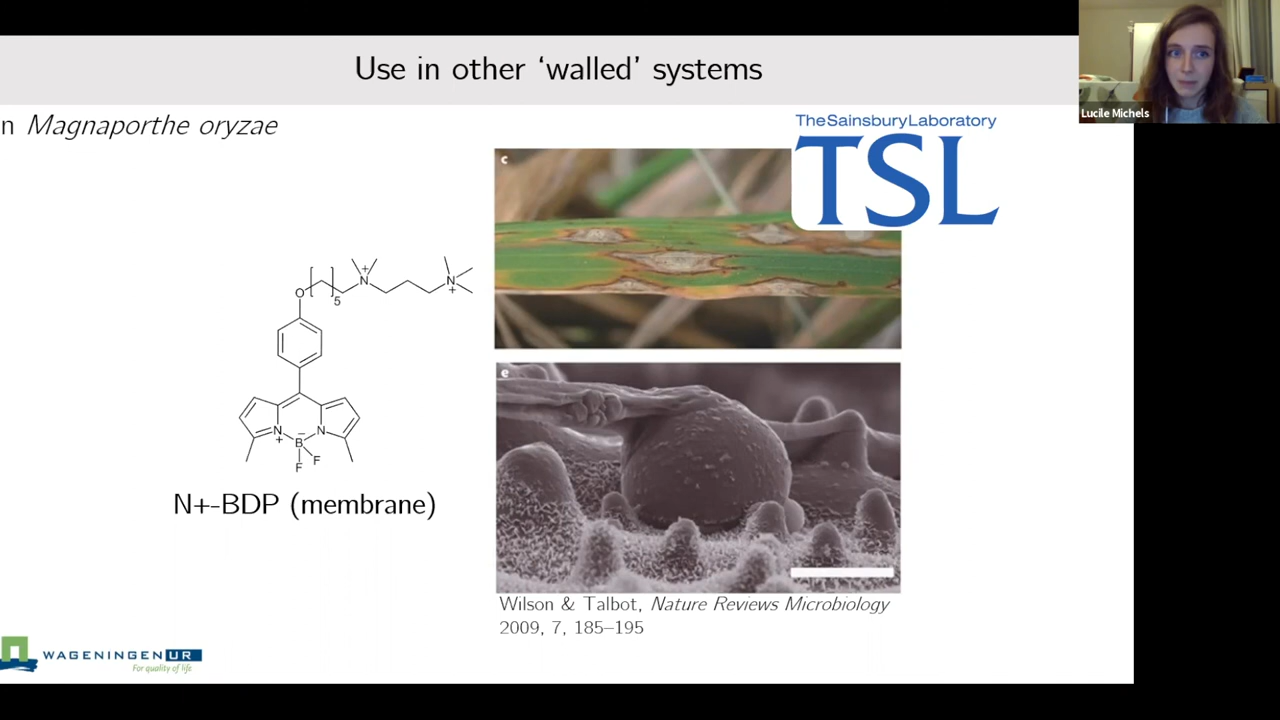 Use in other ‘walled’ systems
Lucile Michels
n Magnaporthe oryzae
TheSainsburyLaboratory
TSL
c
O
5
N
+
N
+
N
+
B
−
N
F
F
N+-BDP (membrane)
e
Wilson & Talbot, Nature Reviews Microbiology
2009, 7, 185–195
WAGENINGEN UR
For quality of life